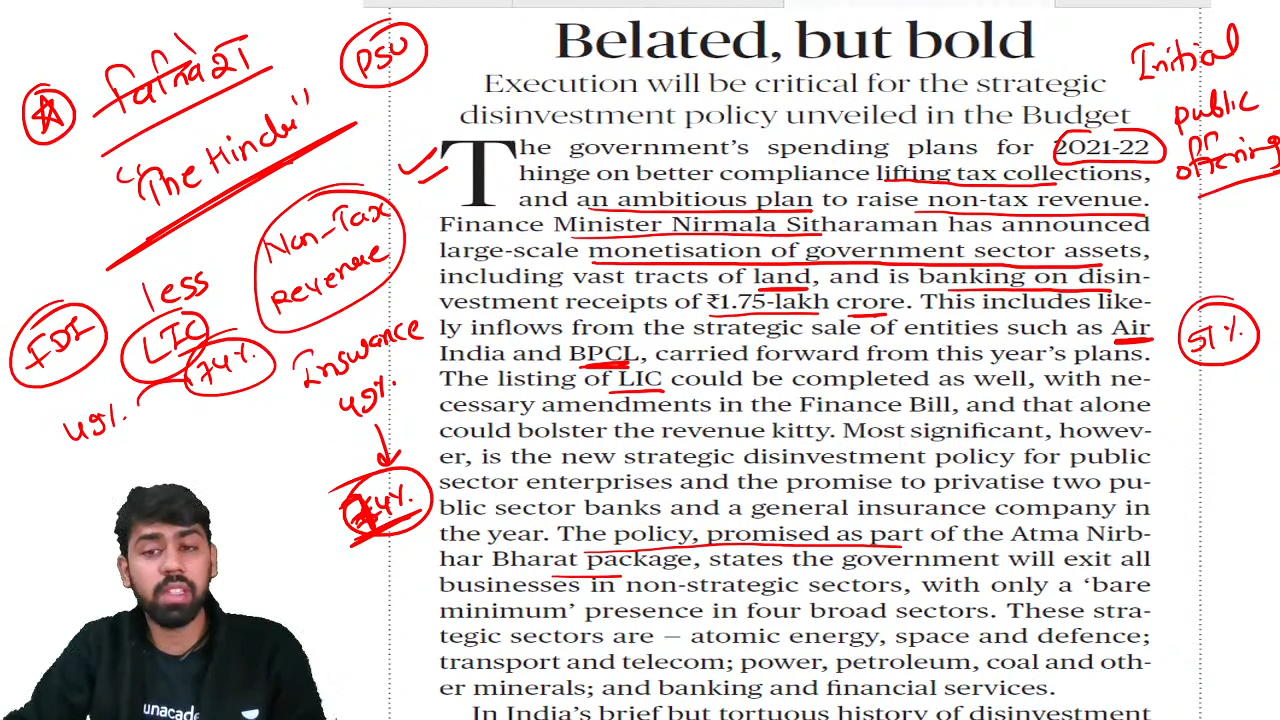 Belated, but bold
Execution will be critical for the strategic
disinvestment policy unveiled in the Budget
The government's spending plans for 2021-22
hinge on better compliance lifting tax collections,
and an ambitious plan to raise non-tax revenue.
Finance Minister Nirmala Sitharaman has announced
large-scale monetisation of government sector assets,
including vast tracts of land, and is banking on disin-
vestment receipts of ₹1.75-lakh crore. This includes like-
ly inflows from the strategic sale of entities such as Air
India and BPCL, carried forward from this year's plans.
The listing of LIC could be completed as well, with ne-
cessary amendments in the Finance Bill, and that alone
could bolster the revenue kitty. Most significant, howev-
er, is the new strategic disinvestment policy for public
sector enterprises and the promise to privatise two pu-
blic sector banks and a general insurance company in
the year. The policy, promised as part of the Atma Nirb-
har Bharat package, states the government will exit all
businesses in non-strategic sectors, with only a 'bare
minimum' presence in four broad sectors. These stra-
tegic sectors are – atomic energy, space and defence;
transport and telecom; power, petroleum, coal and oth-
er minerals; and banking and financial services.
In India's brief but tortuous history of disinvestment
PSU
"The Hindu"
Non-Tax
Revenue
less
FDI
LIC
74%.
49%.
Insurance
49%.
74%.
Initial
public
offering
51%.
unacade